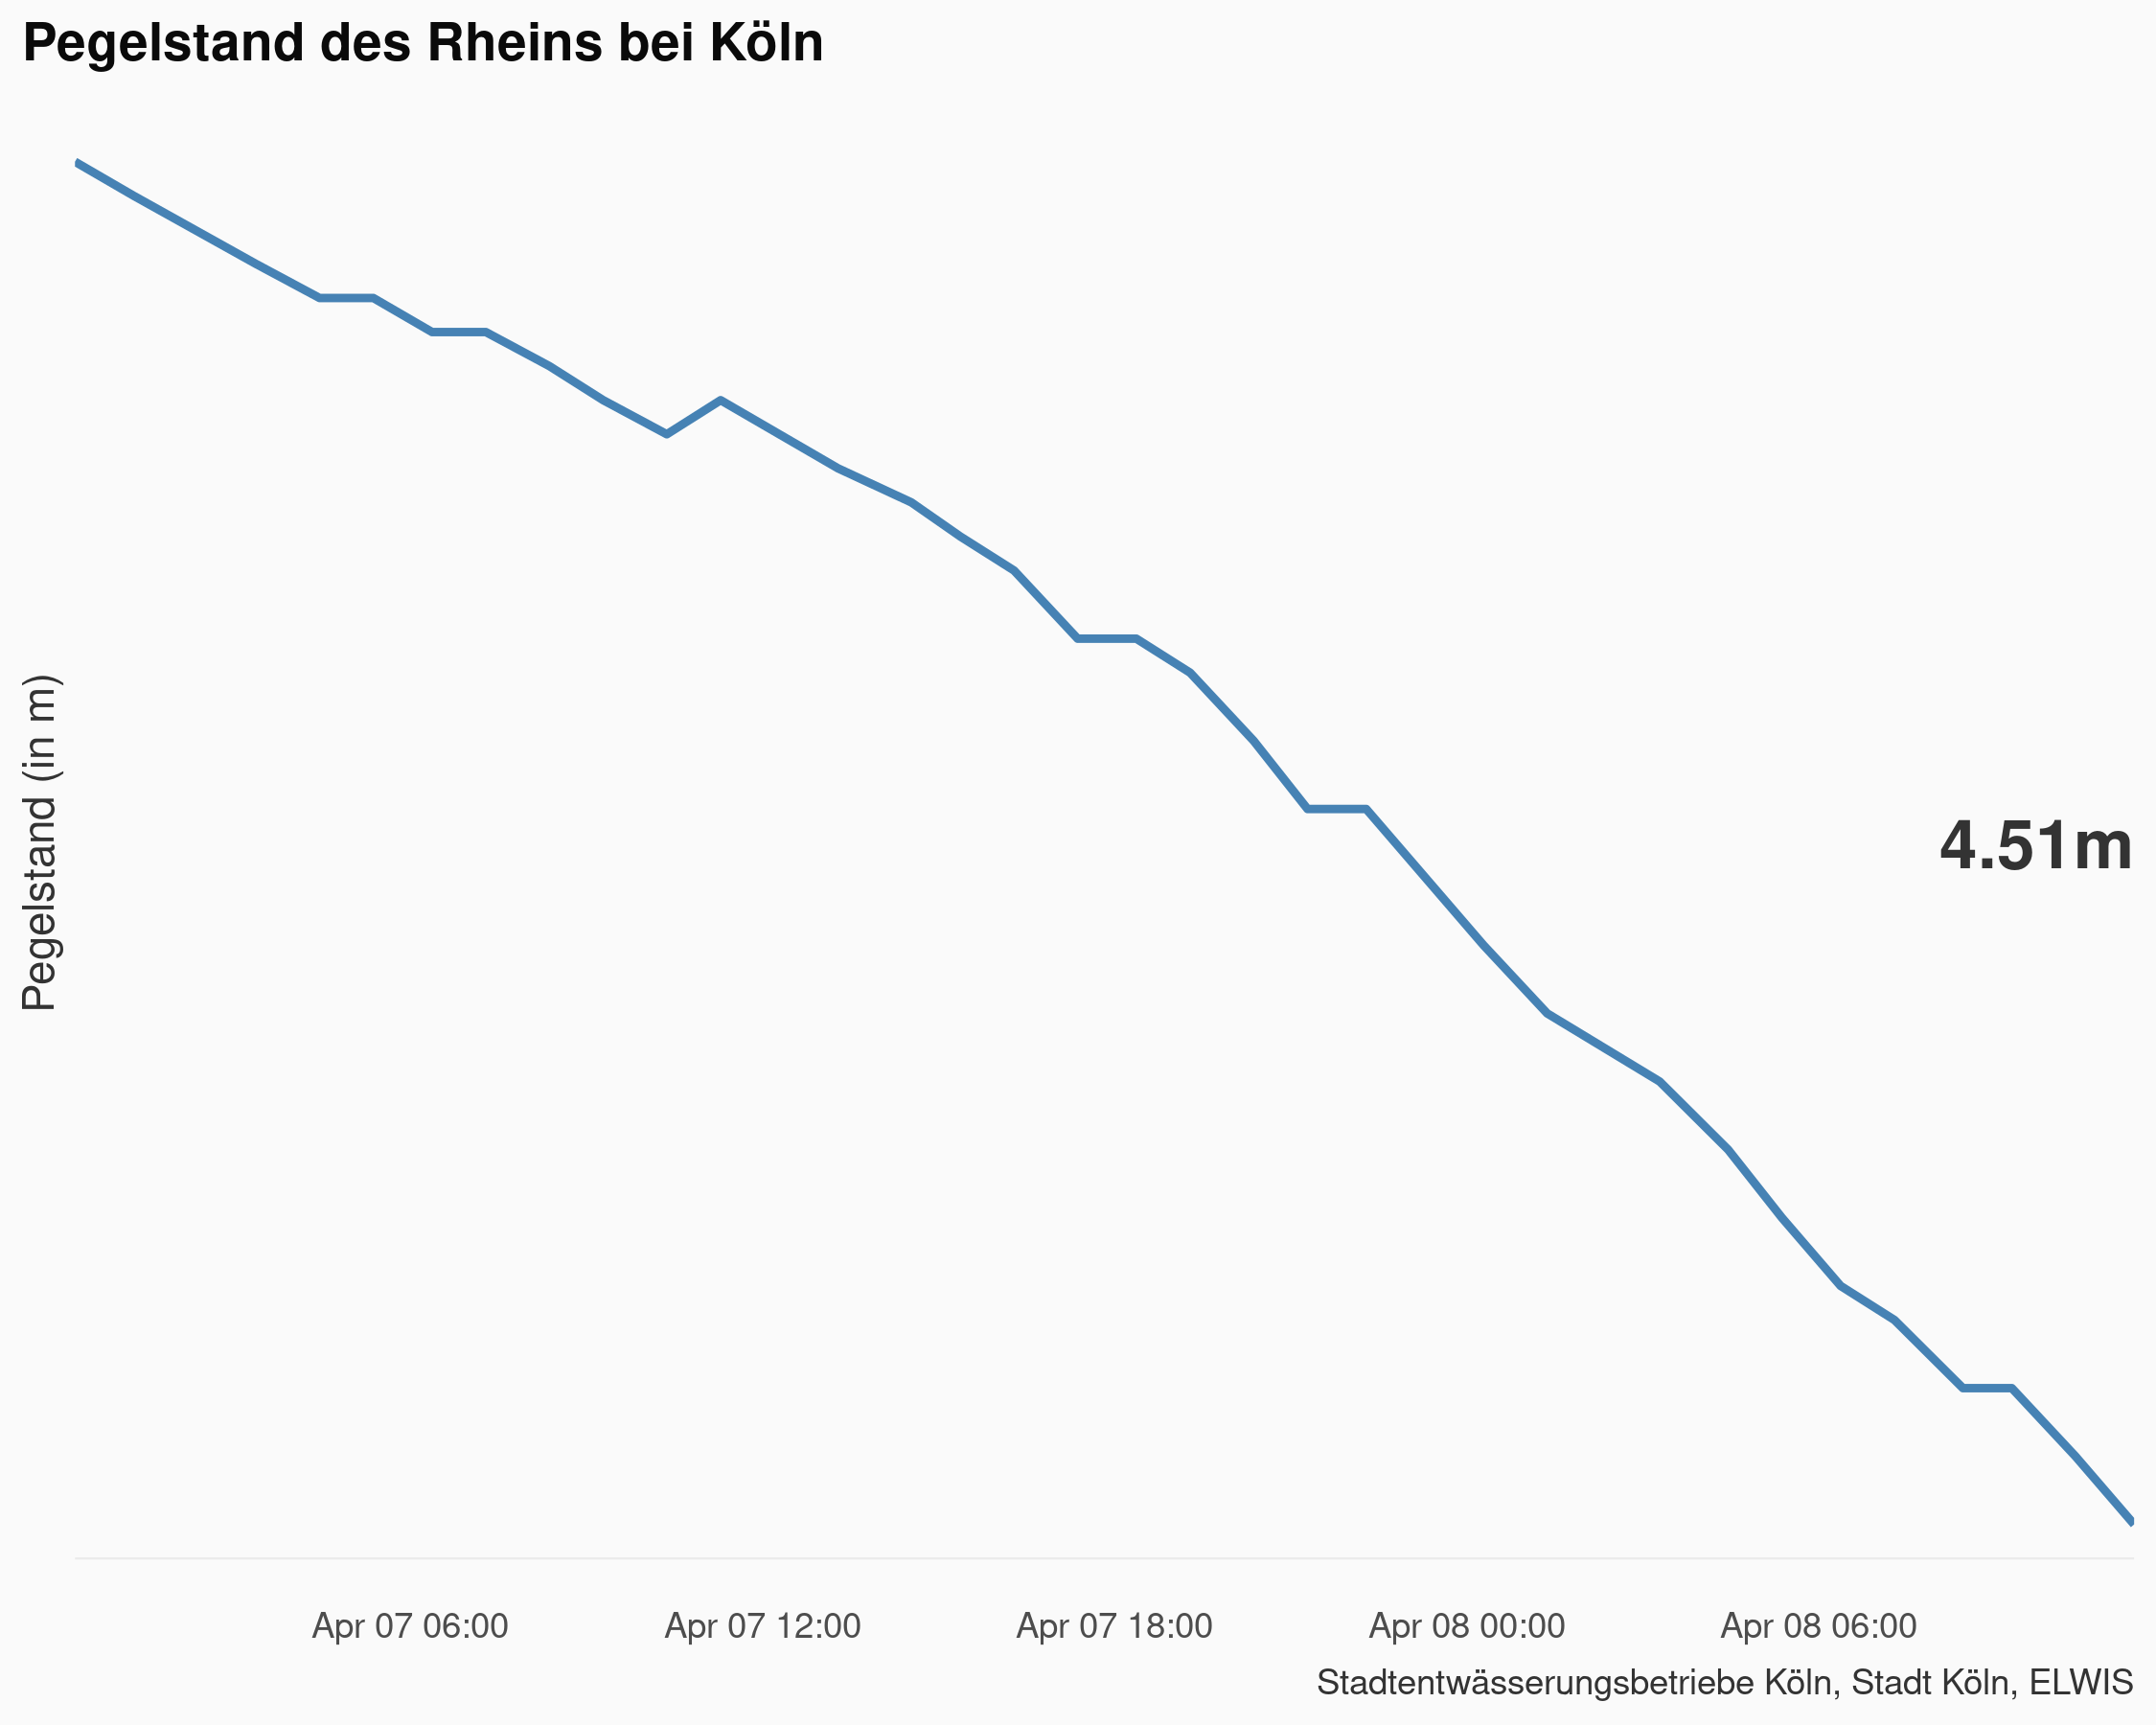 Pegelstand des Rheins bei Köln
Pegelstand (in m)
4.51m
Apr 07 06:00
Apr 07 12:00
Apr 07 18:00
Apr 08 00:00
Apr 08 06:00
Stadtentwässerungsbetriebe Köln, Stadt Köln, ELWIS